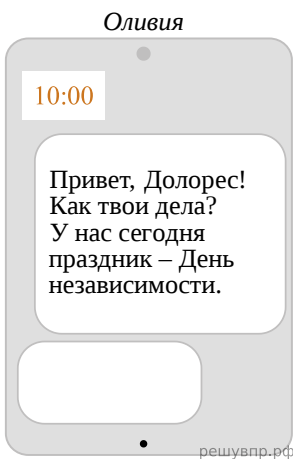 Оливия
10:00
Привет, Долорес!
Как твои дела?
У нас сегодня
праздник – День
независимости.
решувпр.рф